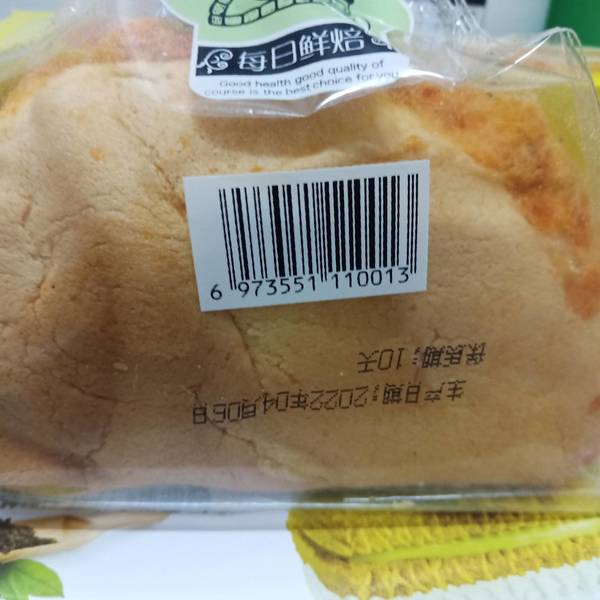 每日鲜焙
Good health good quality of
course is the best choice for you
6 973551 110013
生产日期:2022年04月06日
保质期:10天